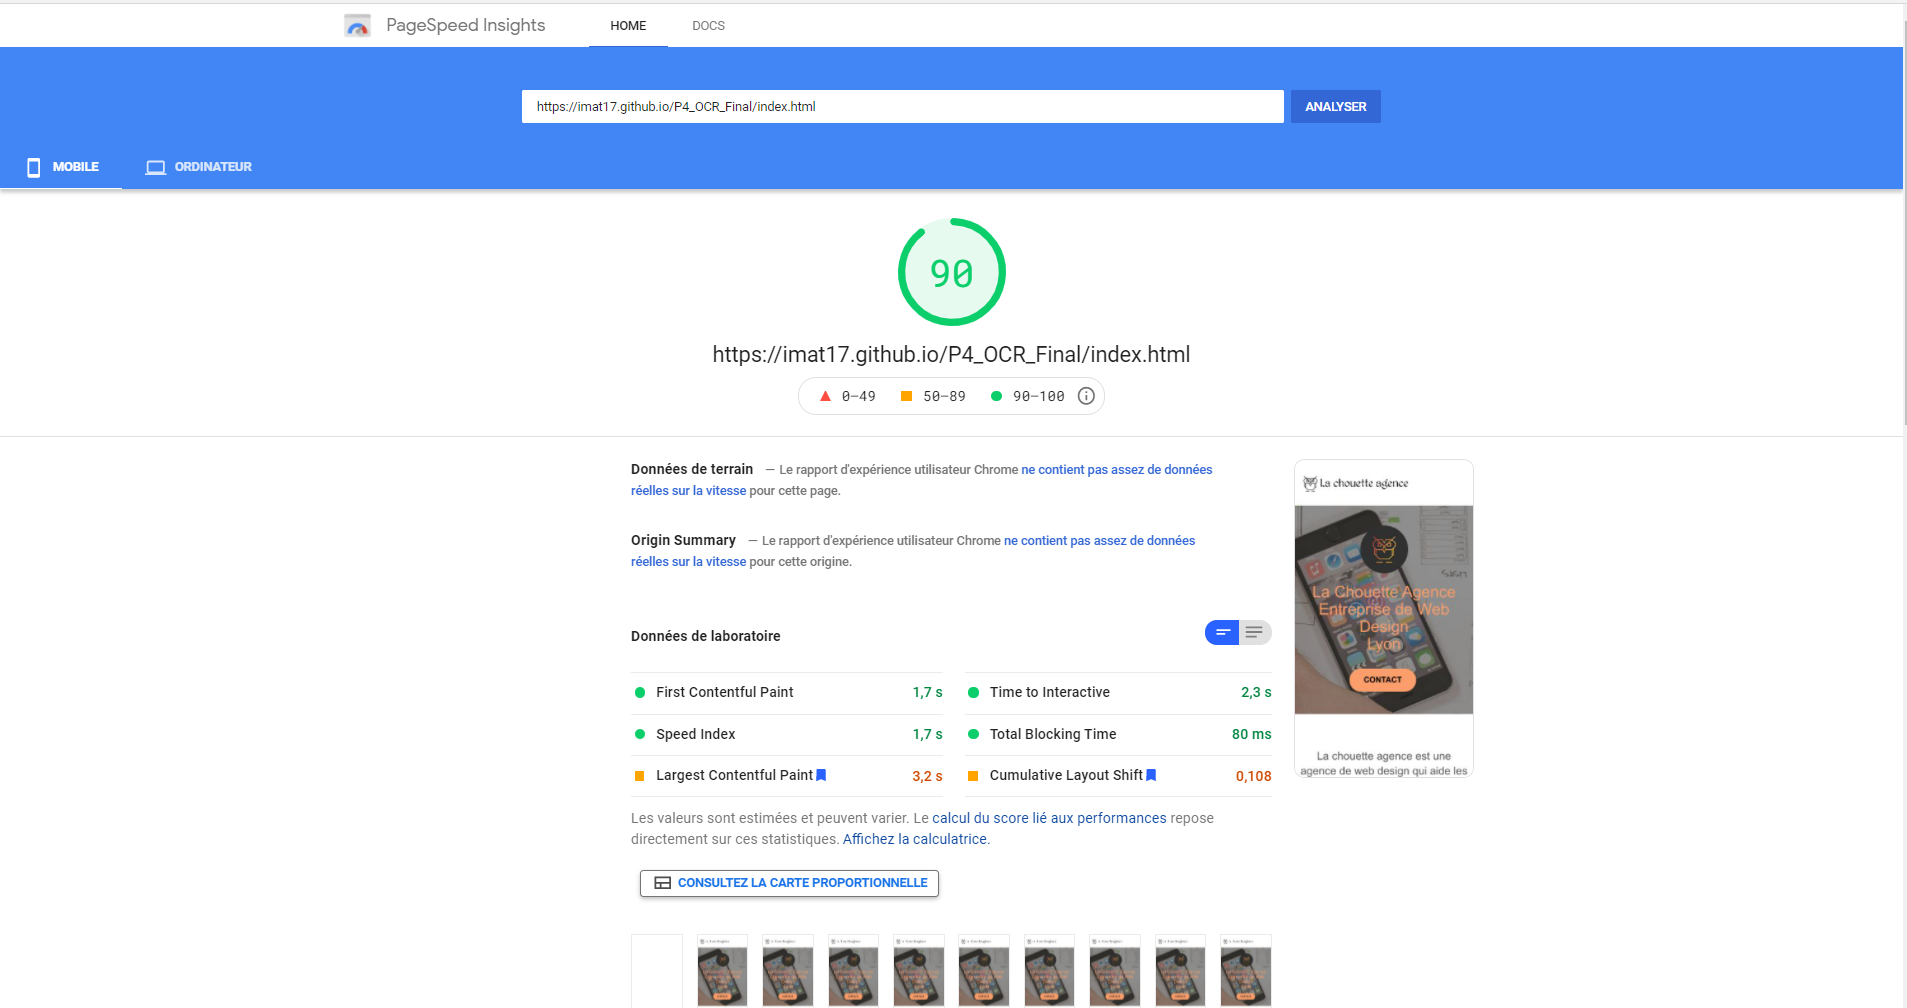 PageSpeed Insights
HOME
DOCS
https://imat17.github.io/P4_OCR_Final/index.html
ANALYSER
MOBILE
ORDINATEUR
90
https://imat17.github.io/P4_OCR_Final/index.html
0–49
50–89
90–100
Données de terrain — Le rapport d'expérience utilisateur Chrome ne contient pas assez de données
réelles sur la vitesse pour cette page.
Origin Summary — Le rapport d'expérience utilisateur Chrome ne contient pas assez de données
réelles sur la vitesse pour cette origine.
Données de laboratoire
First Contentful Paint 1,7 s
Time to Interactive 2,3 s
Speed Index 1,7 s
Total Blocking Time 80 ms
Largest Contentful Paint 3,2 s
Cumulative Layout Shift 0,108
Les valeurs sont estimées et peuvent varier. Le calcul du score lié aux performances repose
directement sur ces statistiques. Affichez la calculatrice.
CONSULTEZ LA CARTE PROPORTIONNELLE
La chouette agence
La Chouette Agence
Entreprise de Web
Design
Lyon
CONTACT
La chouette agence est une
agence de web design qui aide les